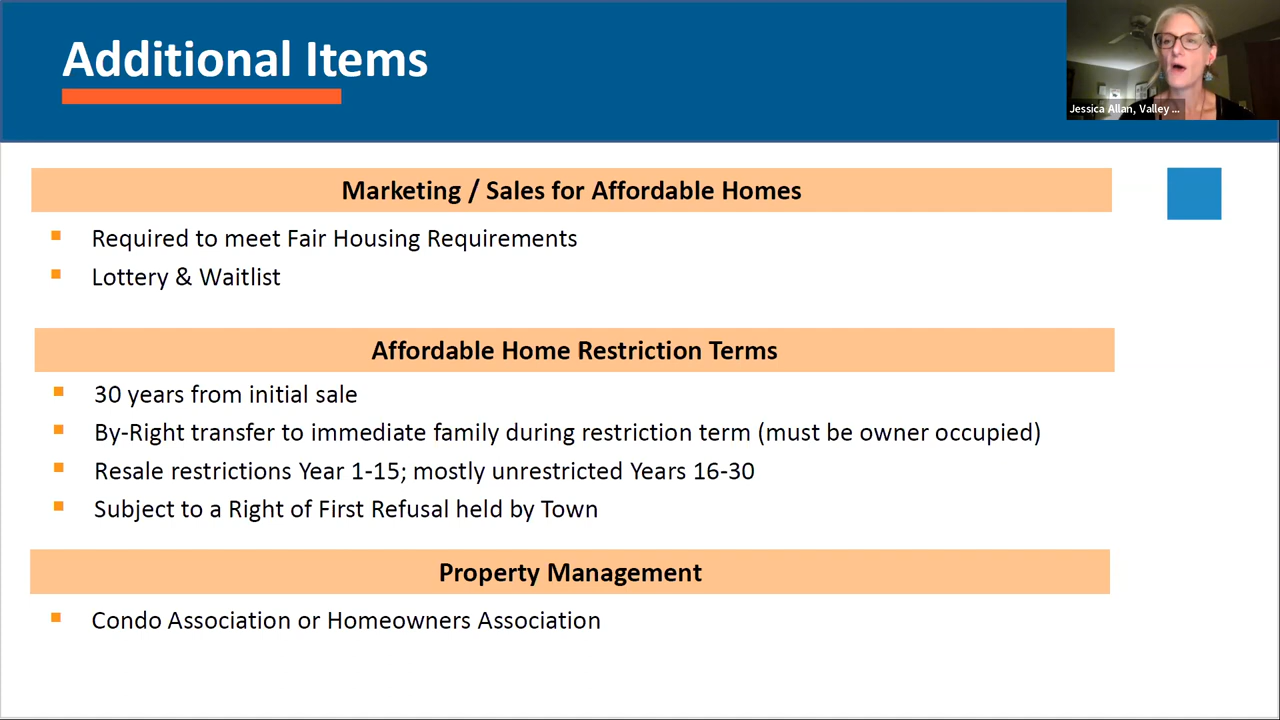 Additional Items
Jessica Allan, Valley ...
Marketing / Sales for Affordable Homes
Required to meet Fair Housing Requirements
Lottery & Waitlist
Affordable Home Restriction Terms
30 years from initial sale
By-Right transfer to immediate family during restriction term (must be owner occupied)
Resale restrictions Year 1-15; mostly unrestricted Years 16-30
Subject to a Right of First Refusal held by Town
Property Management
Condo Association or Homeowners Association